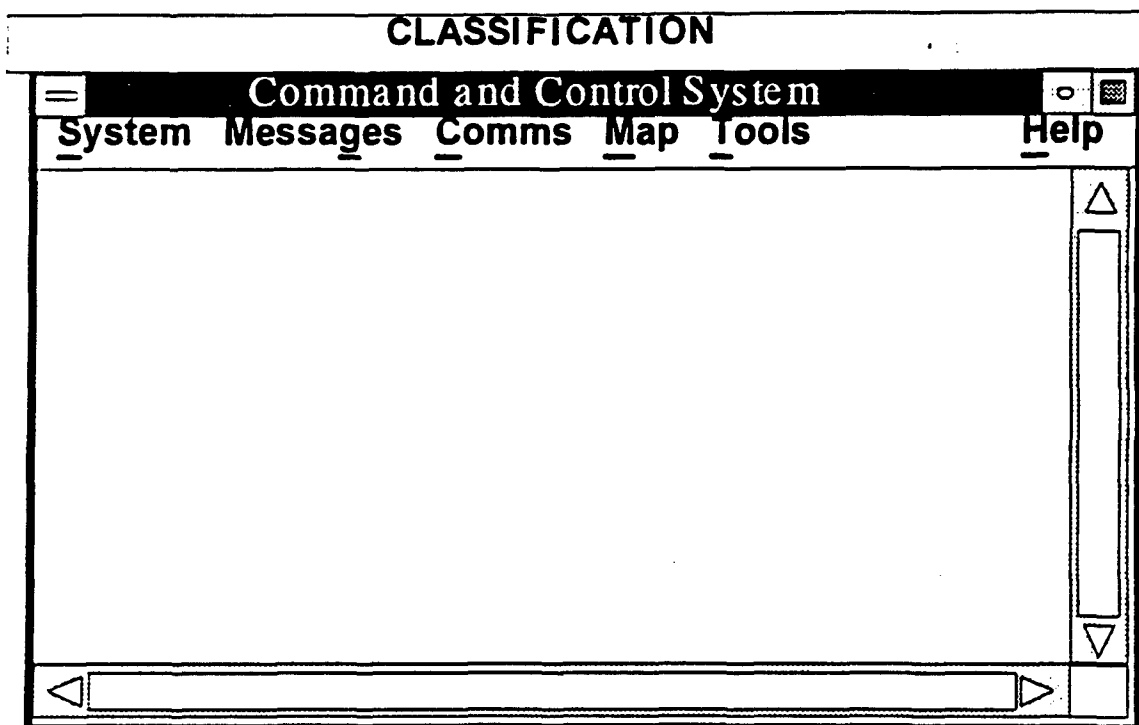 CLASSIFICATION
Command and Control System
System Messages Comms Map Tools Help